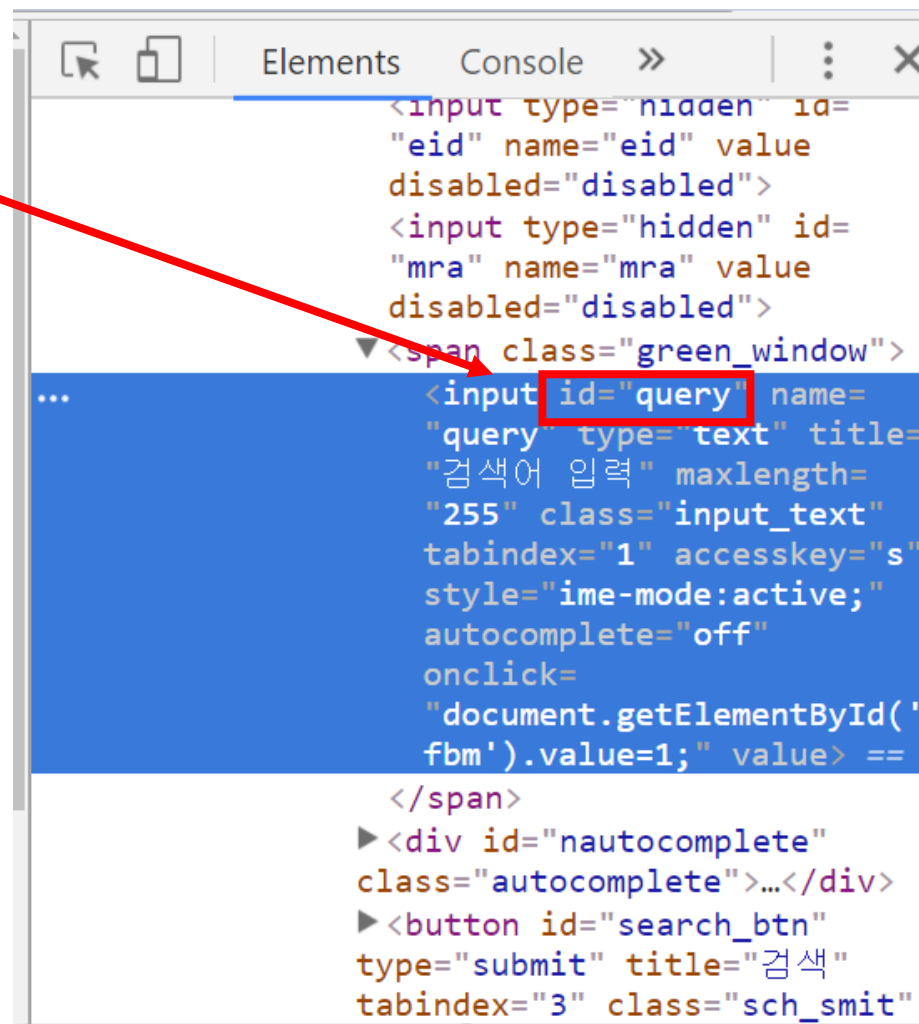 Elements Console »
<input type="hidden" id=
"eid" name="eid" value
disabled="disabled">
<input type="hidden" id=
"mra" name="mra" value
disabled="disabled">
▼<span class="green_window">
… <input id="query" name=
"query" type="text" title=
"검색어 입력" maxlength=
"255" class="input_text"
tabindex="1" accesskey="s"
style="ime-mode:active;"
autocomplete="off"
onclick=
"document.getElementById('
fbm').value=1;" value> ==
</span>
▶<div id="nautocomplete"
class="autocomplete">…</div>
▶<button id="search_btn"
type="submit" title="검색"
tabindex="3" class="sch_smit"